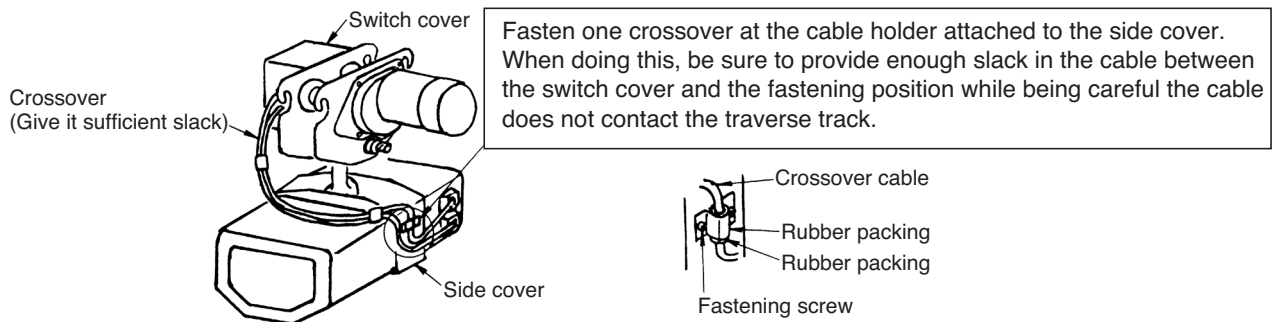 Switch cover
Fasten one crossover at the cable holder attached to the side cover.
When doing this, be sure to provide enough slack in the cable between
the switch cover and the fastening position while being careful the cable
does not contact the traverse track.
Crossover
(Give it sufficient slack)
Crossover cable
Rubber packing
Rubber packing
Side cover
Fastening screw